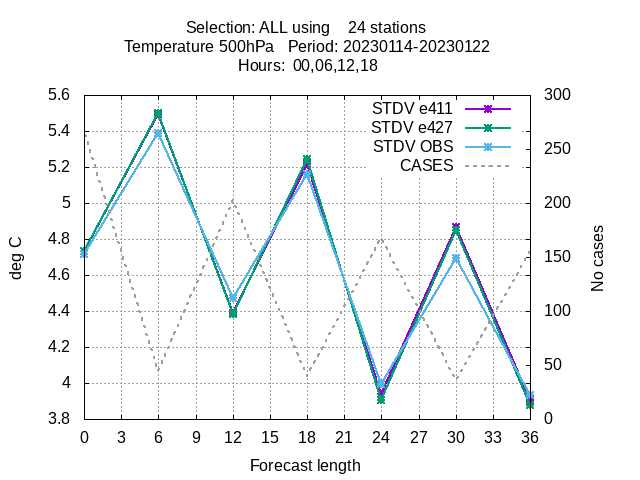 Selection: ALL using    24 stations
Temperature 500hPa   Period: 20230114-20230122
Hours:  00,06,12,18
5.6
5.4
5.2
5
4.8
4.6
4.4
4.2
4
3.8
deg C
STDV e411
STDV e427
STDV OBS
CASES
300
250
200
150
100
50
0
No cases
0 3 6 9 12 15 18 21 24 27 30 33 36
Forecast length